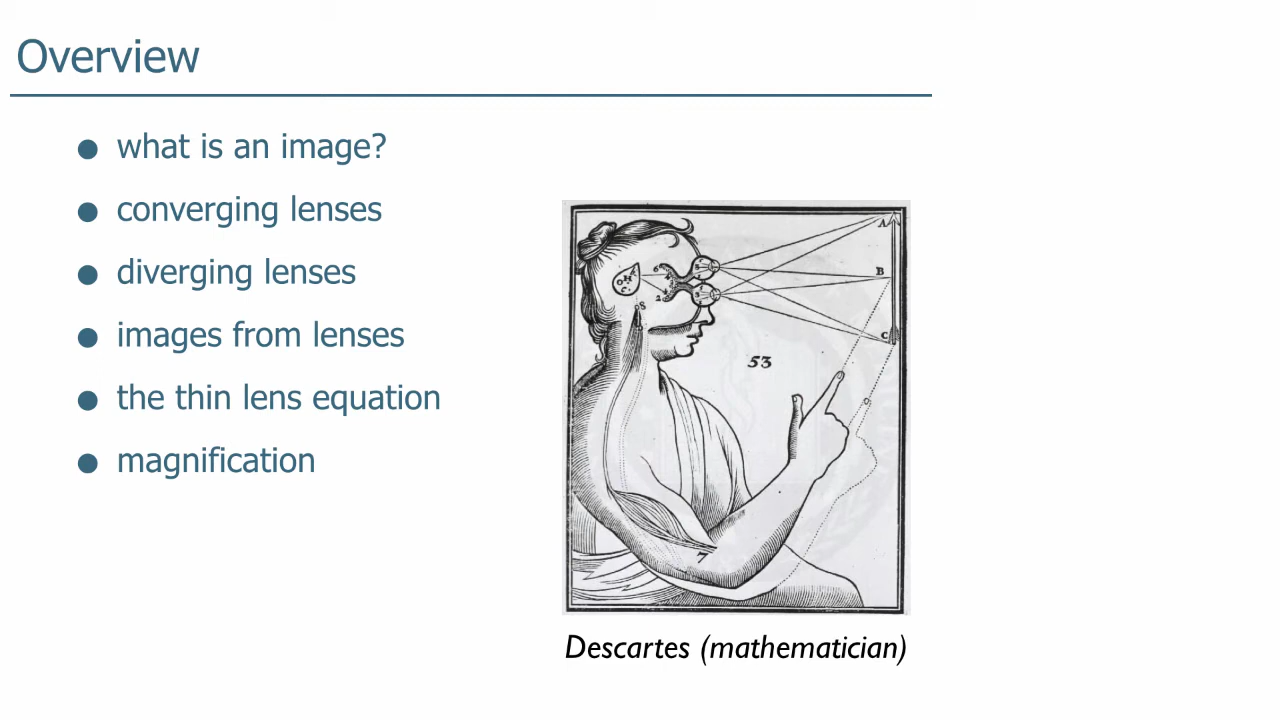 Overview
● what is an image?
● converging lenses
● diverging lenses
● images from lenses
● the thin lens equation
● magnification
A
B
C
53
7
Descartes (mathematician)